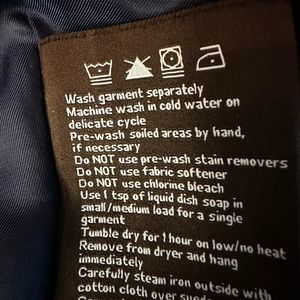 Wash garment separately
Machine wash in cold water on
delicate cycle
Pre-wash soiled areas by hand,
if necessary
Do NOT use pre-wash stain removers
Do NOT use fabric softener
Do NOT use chlorine bleach
Use 1 tsp of liquid dish soap in
small/medium load for a single
garment
Tumble dry for 1 hour on low/no heat
Remove from dryer and hang
immediately
Carefully steam iron outside with
cotton cloth over